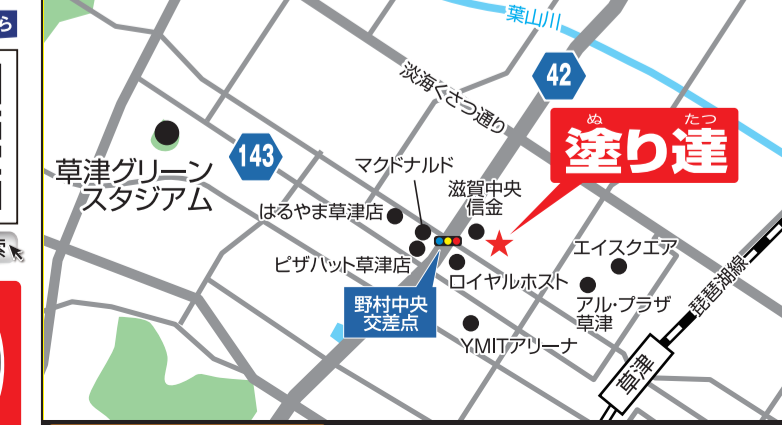 ら
索
葉山川
42
淡海くさつ通り
ぬ たつ
塗り達
143
マクドナルド
滋賀中央
信金
草津グリーン
スタジアム
はるやま草津店
ピザハット草津店
エイスクエア
ロイヤルホスト
アル・プラザ
草津
琵琶湖線
野村中央
交差点
YMITアリーナ
草津